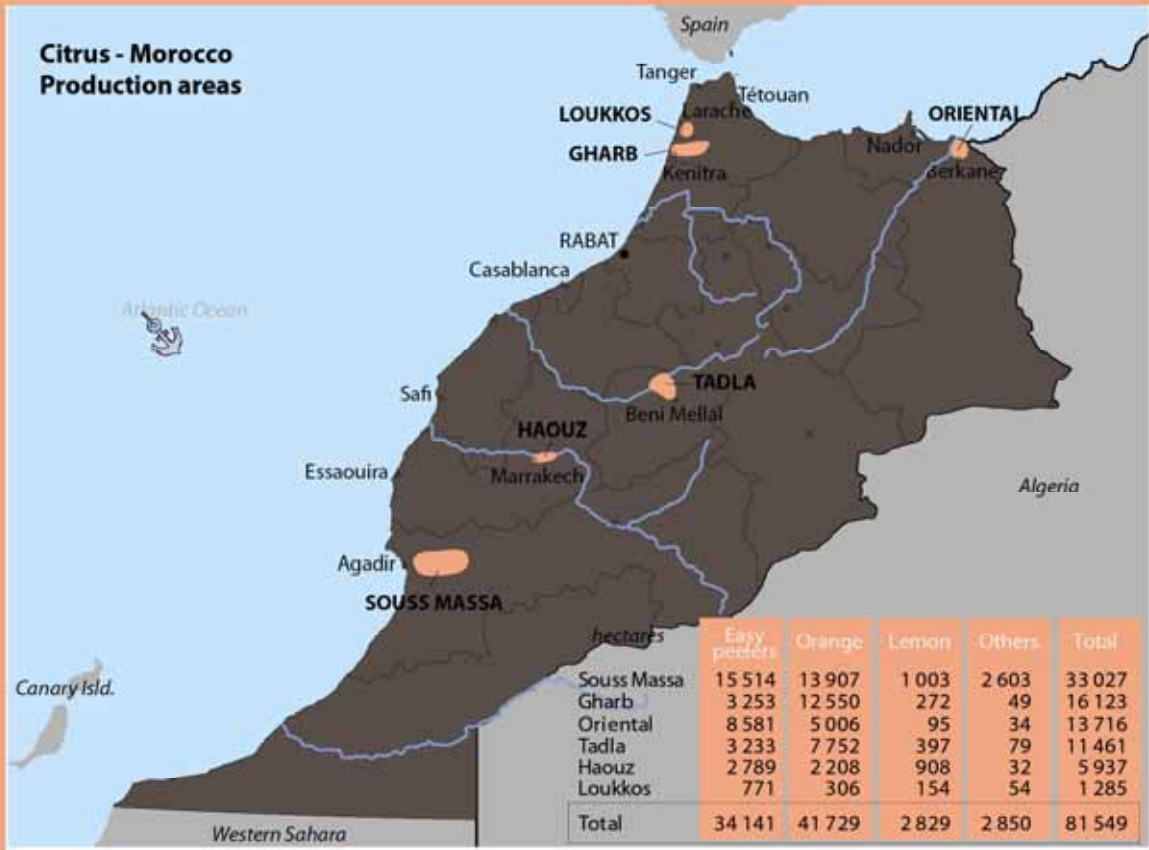 Citrus - Morocco
Production areas
Spain
Tanger
Tétouan
LOUKKOS
Larache
ORIENTAL
GHARB
Nador
Kenitra
Berkane
RABAT
Casablanca
Atlantic Ocean
TADLA
Safi
Beni Mellal
HAOUZ
Essaouira
Marrakech
Algeria
Agadir
SOUSS MASSA
Canary Isld.
Western Sahara
hectares Easy peelers Orange Lemon Others Total
Souss Massa 15 514 13 907 1 003 2 603 33 027
Gharb 3 253 12 550 272 49 16 123
Oriental 8 581 5 006 95 34 13 716
Tadla 3 233 7 752 397 79 11 461
Haouz 2 789 2 208 908 32 5 937
Loukkos 771 306 154 54 1 285
Total 34 141 41 729 2 829 2 850 81 549